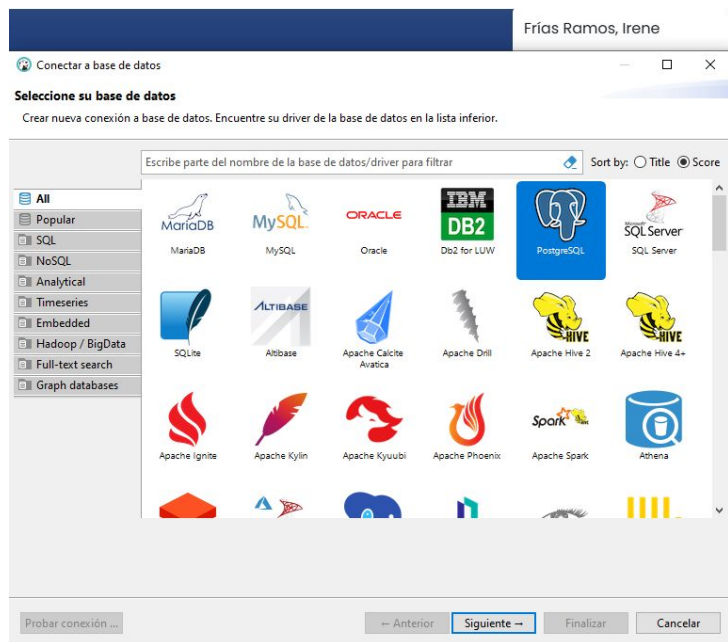 Frías Ramos, Irene
Conectar a base de datos
Seleccione su base de datos
Crear nueva conexión a base de datos. Encuentre su driver de la base de datos en la lista inferior.
Escribe parte del nombre de la base de datos/driver para filtrar
Sort by: Title Score
All
Popular
SQL
NoSQL
Analytical
Timeseries
Embedded
Hadoop / BigData
Full-text search
Graph databases
MariaDB MySQL ORACLE IBM DB2 SQL Server
MariaDB MySQL Oracle Db2 for LUW PostgreSQL SQL Server
ALTIBASE HIVE HIVE
SQLite Altibase Apache Calcite Avatica Apache Drill Apache Hive 2 Apache Hive 4+
Spark
Apache Ignite Apache Kylin Apache Kyuubi Apache Phoenix Apache Spark Athena
Probar conexión ... ← Anterior Siguiente → Finalizar Cancelar